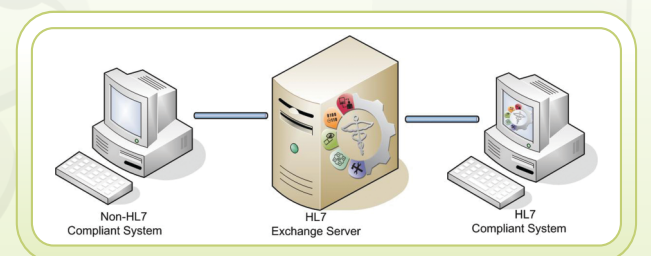 Non-HL7
Compliant System
HL7
Exchange Server
HL7
Compliant System